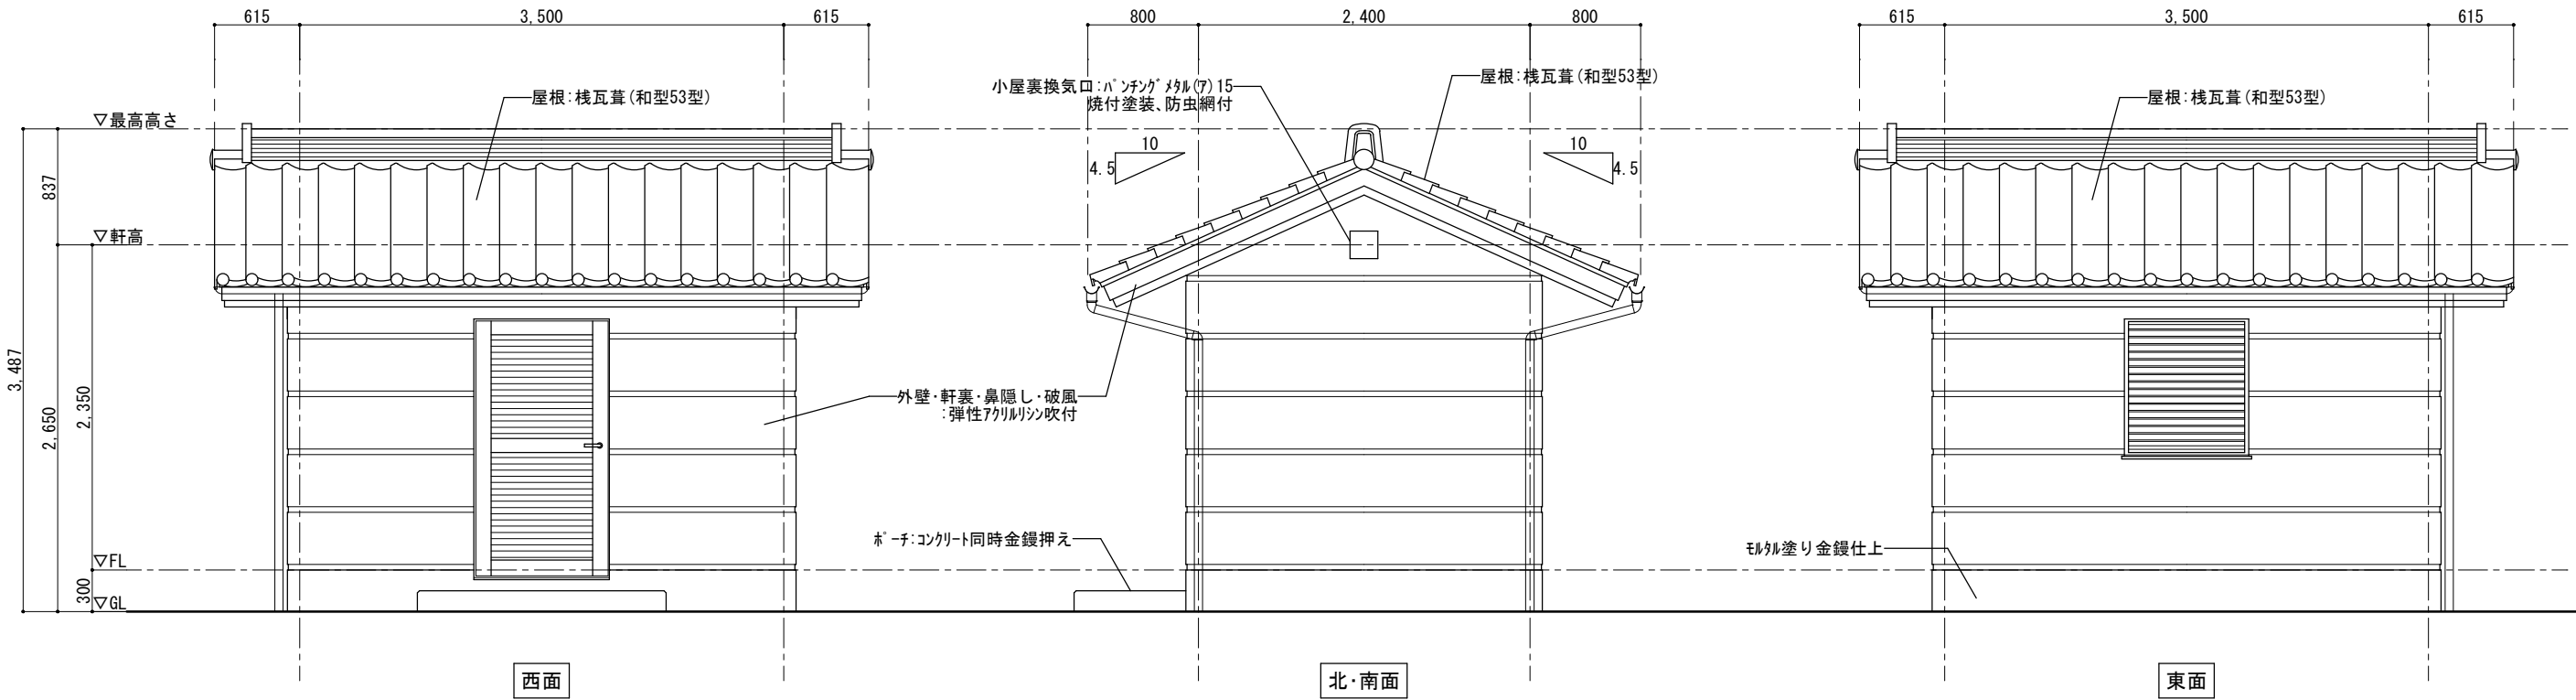 615 3,500 615
800 2,400 800
615 3,500 615
屋根:桟瓦葺(和型53型)
小屋裏換気口:パンチングメタル(ア)15
焼付塗装、防虫網付
屋根:桟瓦葺(和型53型)
屋根:桟瓦葺(和型53型)
▽最高高さ
10
4.5
10
4.5
837
▽軒高
3,487
2,650
2,350
外壁・軒裏・鼻隠し・破風
:弾性アクリルリシン吹付
ポーチ:コンクリート同時金鏝押え
モルタル塗り金鏝仕上
▽FL
300
▽GL
西面
北・南面
東面